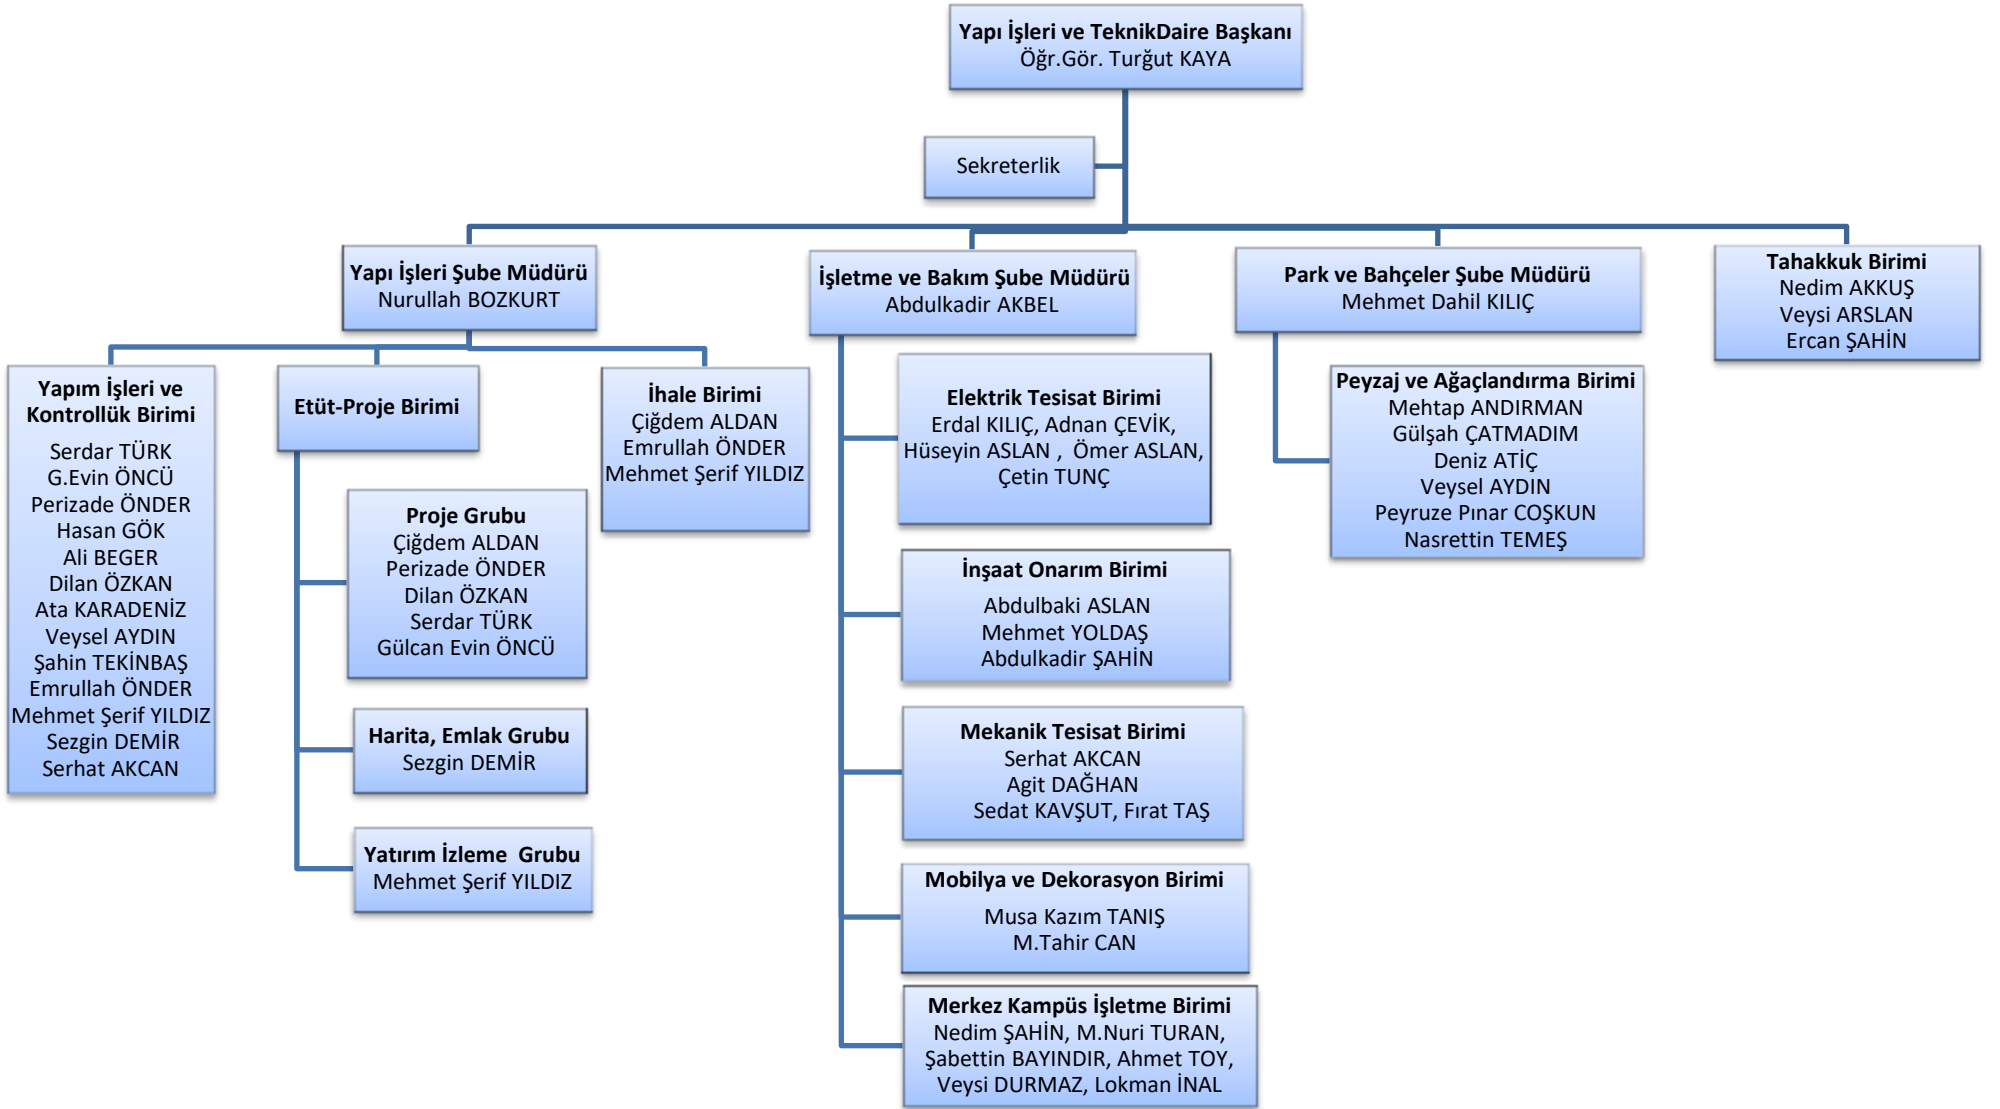 Yapı İşleri ve TeknikDaire Başkanı
Öğr.Gör. Turğut KAYA
Sekreterlik
Yapı İşleri Şube Müdürü
Nurullah BOZKURT
Yapım İşleri ve
Kontrollük Birimi
Serdar TÜRK
G.Evin ÖNCÜ
Perizade ÖNDER
Hasan GÖK
Ali BEGER
Dilan ÖZKAN
Ata KARADENİZ
Veysel AYDIN
Şahin TEKİNBAŞ
Emrullah ÖNDER
Mehmet Şerif YILDIZ
Sezgin DEMİR
Serhat AKCAN
Etüt-Proje Birimi
Proje Grubu
Çiğdem ALDAN
Perizade ÖNDER
Dilan ÖZKAN
Serdar TÜRK
Gülcan Evin ÖNCÜ
Harita, Emlak Grubu
Sezgin DEMİR
Yatırım İzleme  Grubu
Mehmet Şerif YILDIZ
İhale Birimi
Çiğdem ALDAN
Emrullah ÖNDER
Mehmet Şerif YILDIZ
İşletme ve Bakım Şube Müdürü
Abdulkadir AKBEL
Elektrik Tesisat Birimi
Erdal KILIÇ, Adnan ÇEVİK,
Hüseyin ASLAN ,  Ömer ASLAN,
Çetin TUNÇ
İnşaat Onarım Birimi
Abdulbaki ASLAN
Mehmet YOLDAŞ
Abdulkadir ŞAHİN
Mekanik Tesisat Birimi
Serhat AKCAN
Agit DAĞHAN
Sedat KAVŞUT, Fırat TAŞ
Mobilya ve Dekorasyon Birimi
Musa Kazım TANIŞ
M.Tahir CAN
Merkez Kampüs İşletme Birimi
Nedim ŞAHİN, M.Nuri TURAN,
Şabettin BAYINDIR, Ahmet TOY,
Veysi DURMAZ, Lokman İNAL
Park ve Bahçeler Şube Müdürü
Mehmet Dahil KILIÇ
Peyzaj ve Ağaçlandırma Birimi
Mehtap ANDIRMAN
Gülşah ÇATMADIM
Deniz ATİÇ
Veysel AYDIN
Peyruze Pınar COŞKUN
Nasrettin TEMEŞ
Tahakkuk Birimi
Nedim AKKUŞ
Veysi ARSLAN
Ercan ŞAHİN